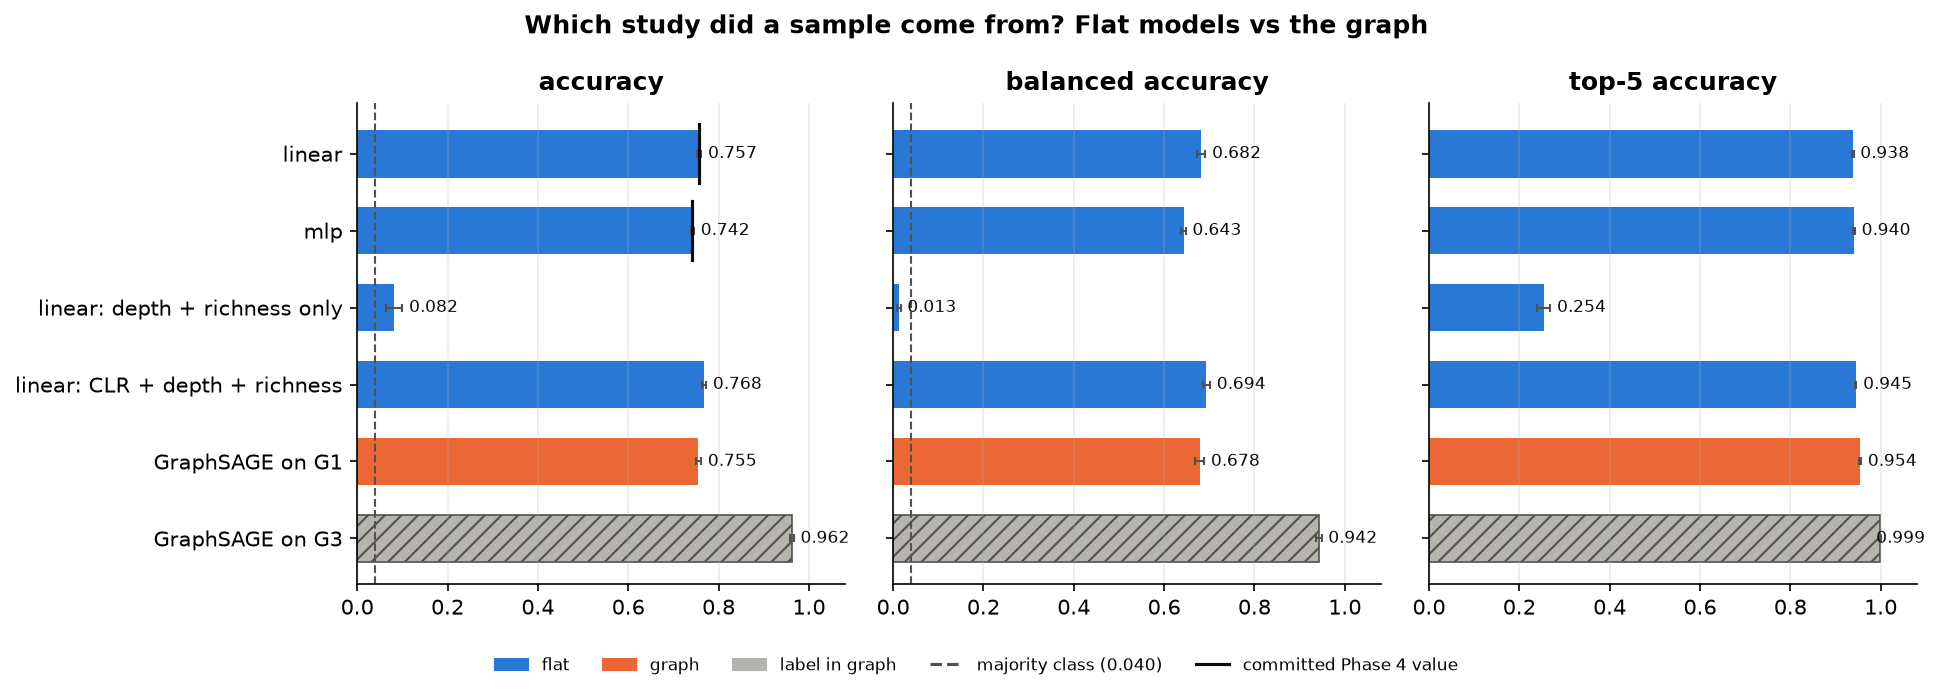 Which study did a sample come from? Flat models vs the graph
accuracy
balanced accuracy
top-5 accuracy
linear
0.757
0.682
0.938
mlp
0.742
0.643
0.940
linear: depth + richness only
0.082
0.013
0.254
linear: CLR + depth + richness
0.768
0.694
0.945
GraphSAGE on G1
0.755
0.678
0.954
GraphSAGE on G3
0.962
0.942
0.999
0.0 0.2 0.4 0.6 0.8 1.0
0.0 0.2 0.4 0.6 0.8 1.0
0.0 0.2 0.4 0.6 0.8 1.0
flat graph label in graph majority class (0.040) committed Phase 4 value